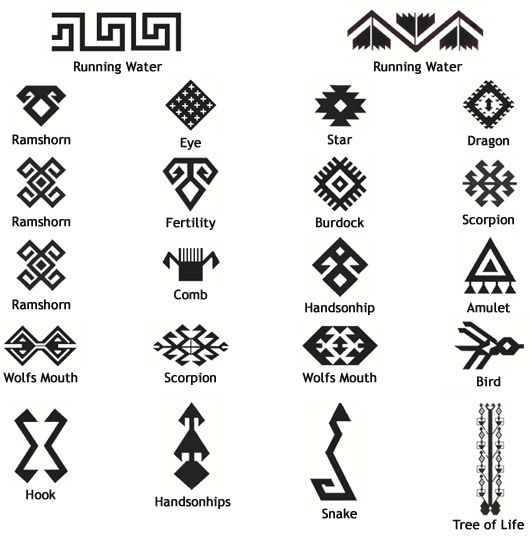 Running Water
Running Water
Ramshorn
Eye
Star
Dragon
Ramshorn
Fertility
Burdock
Scorpion
Ramshorn
Comb
Handsonhip
Amulet
Wolfs Mouth
Scorpion
Wolfs Mouth
Bird
Hook
Handsonhips
Snake
Tree of Life